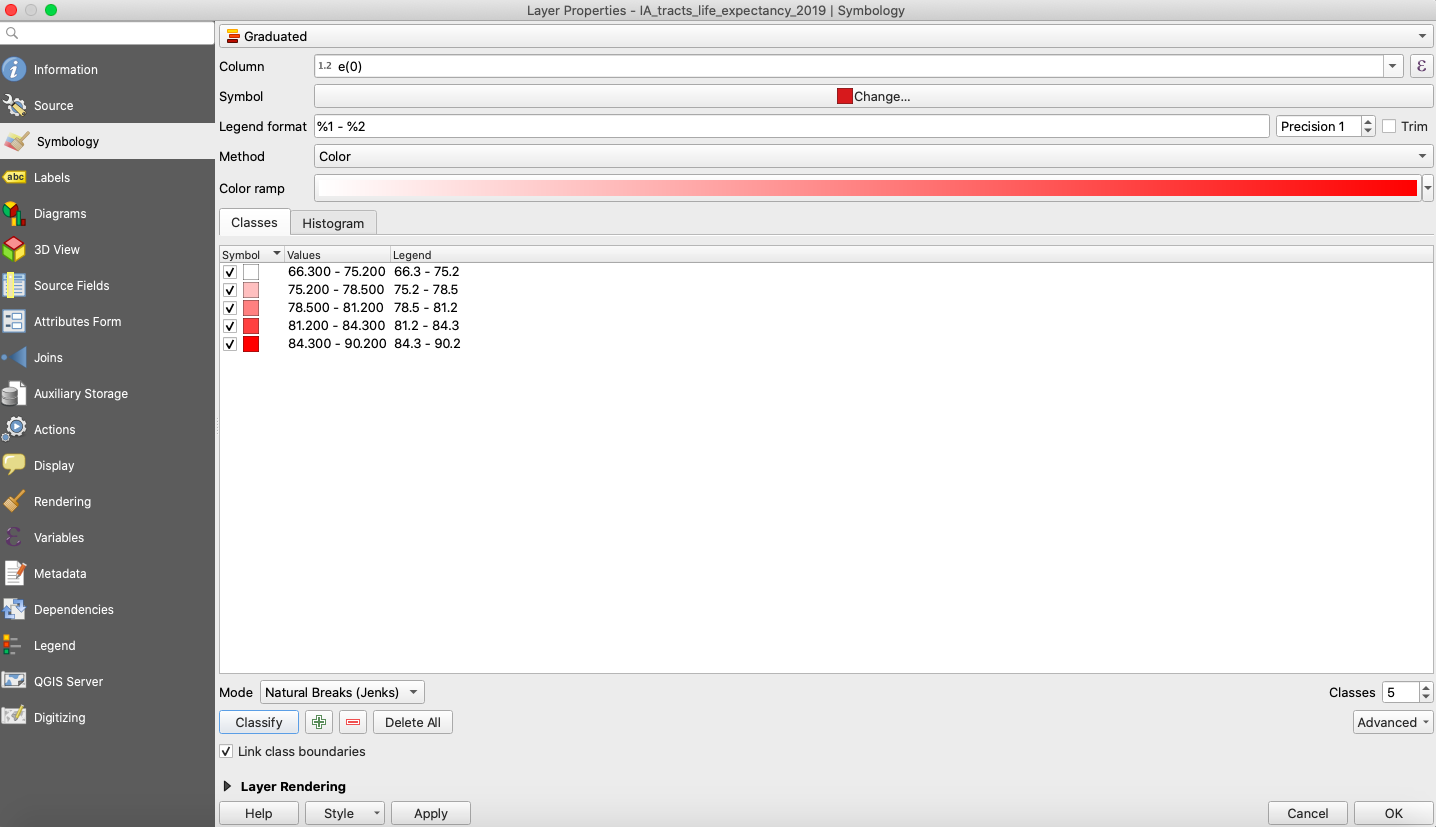 Layer Properties - IA_tracts_life_expectancy_2019 | Symbology
Information
Source
Symbology
abc Labels
Diagrams
3D View
Source Fields
Attributes Form
Joins
Auxiliary Storage
Actions
Display
Rendering
Variables
Metadata
Dependencies
Legend
QGIS Server
Digitizing
Graduated
Column 1.2 e(0) ε
Symbol Change...
Legend format %1 - %2 Precision 1 Trim
Method Color
Color ramp
Classes Histogram
Symbol Values Legend
66.300 - 75.200 66.3 - 75.2
75.200 - 78.500 75.2 - 78.5
78.500 - 81.200 78.5 - 81.2
81.200 - 84.300 81.2 - 84.3
84.300 - 90.200 84.3 - 90.2
Mode Natural Breaks (Jenks) Classes 5
Classify Delete All Advanced
Link class boundaries
Layer Rendering
Help Style Apply Cancel OK